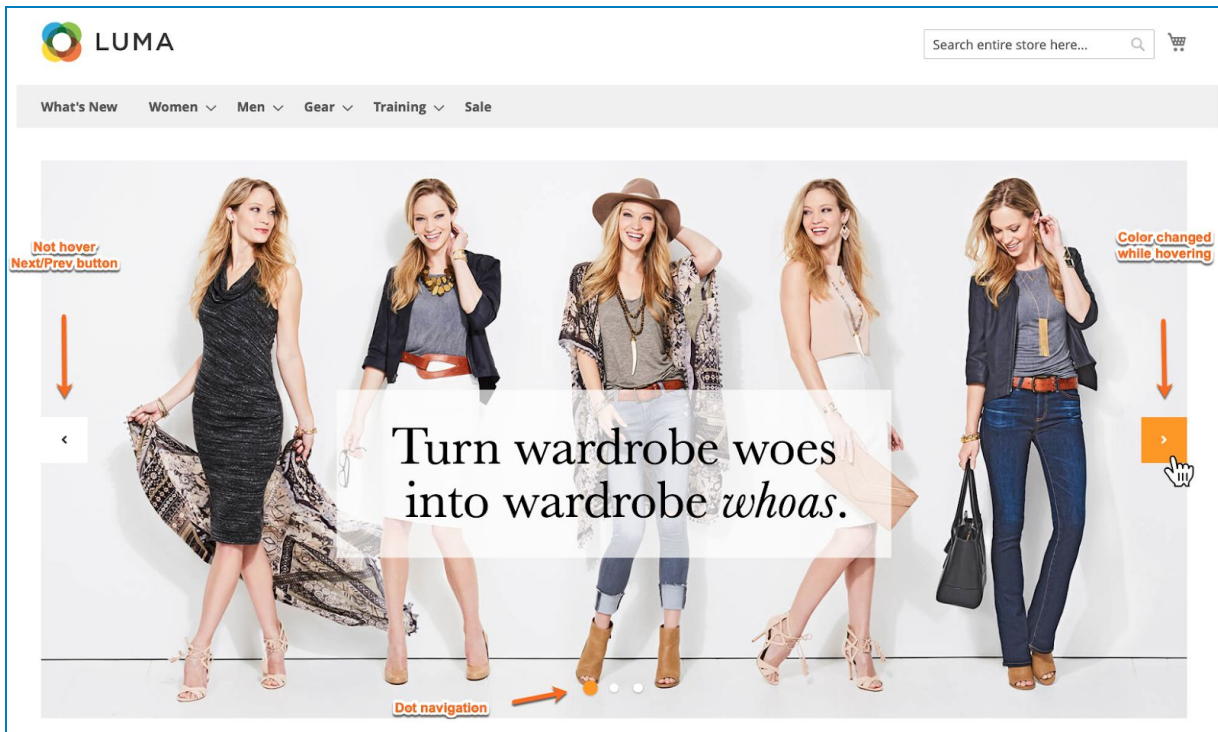 LUMA
Search entire store here...
What's New Women Men Gear Training Sale
Not hover
Next/Prev button
Color changed
while hovering
Turn wardrobe woes
into wardrobe whoas.
Dot navigation